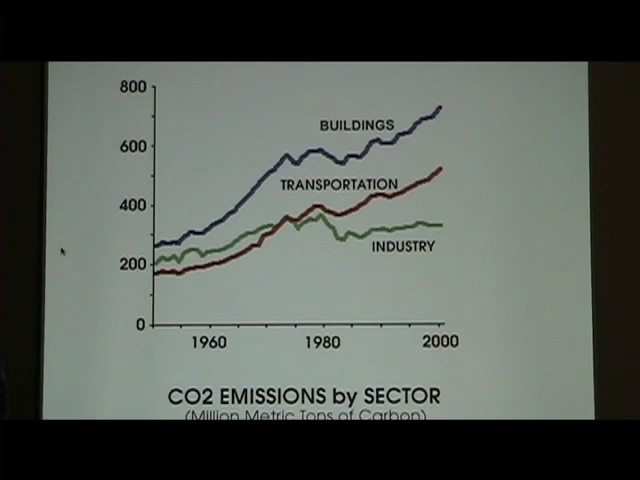 800
BUILDINGS
600
TRANSPORTATION
400
INDUSTRY
200
0
1960 1980 2000
CO2 EMISSIONS by SECTOR
(Million Metric Tons of Carbon)